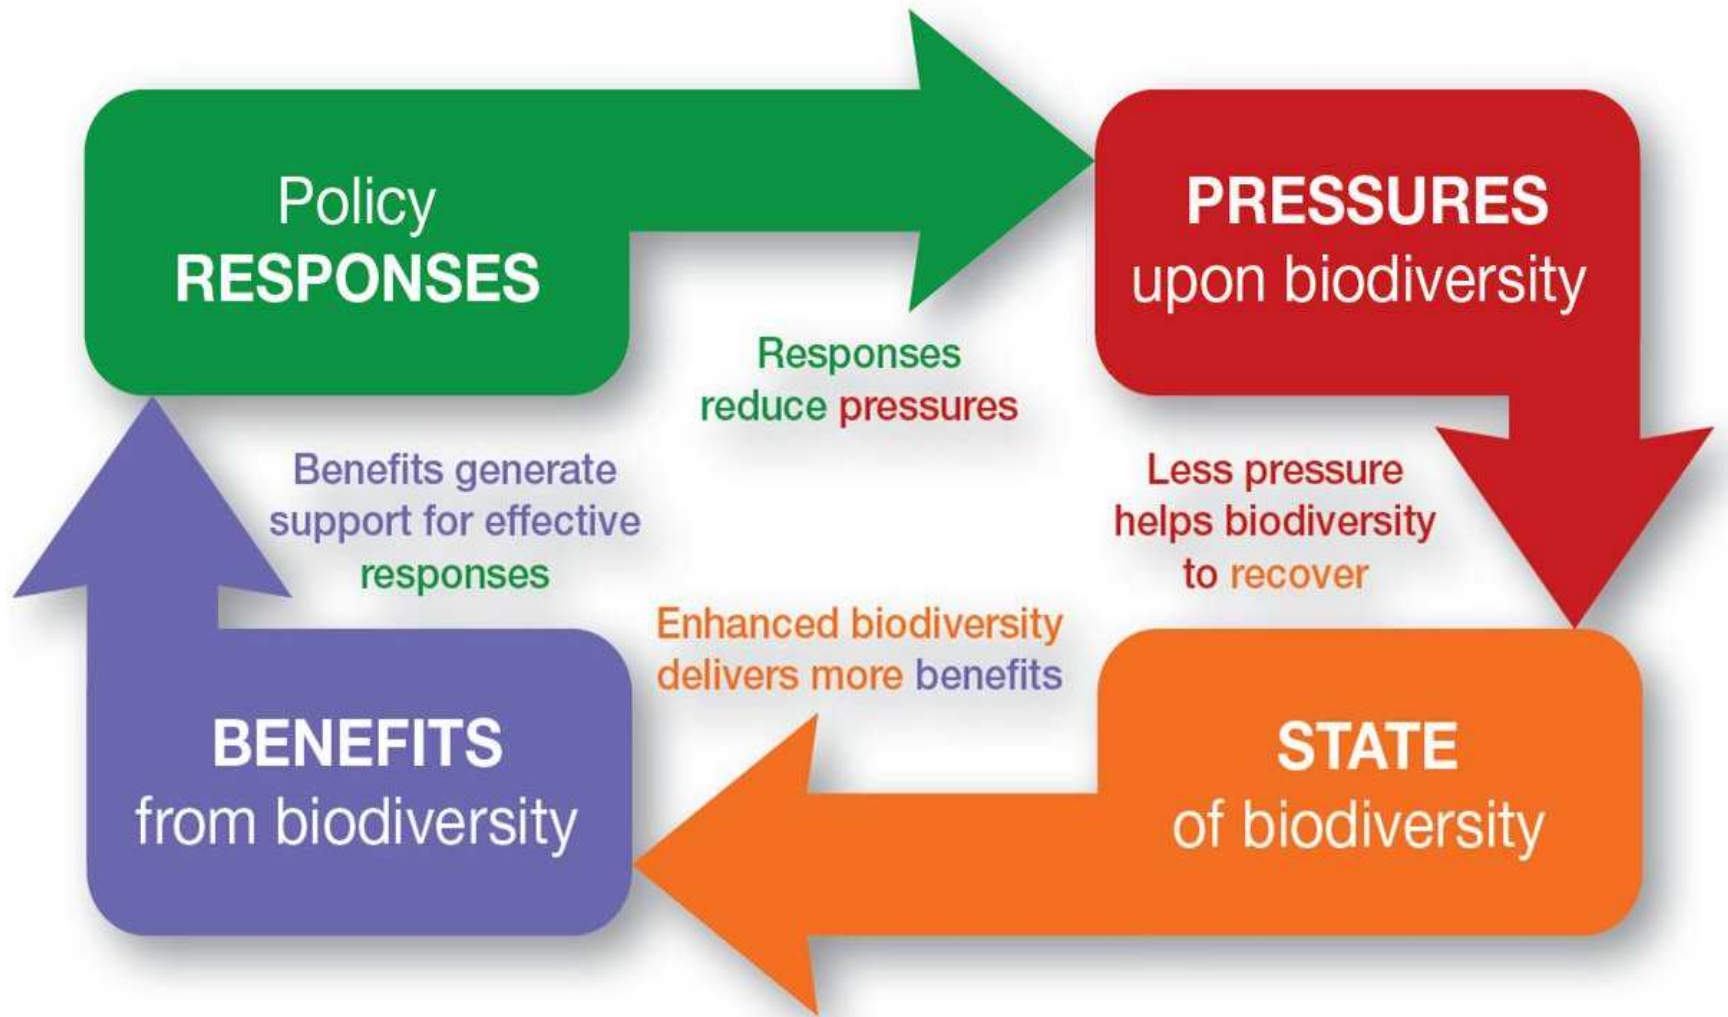 Policy
RESPONSES
PRESSURES
upon biodiversity
Responses
reduce pressures
Benefits generate
support for effective
responses
Less pressure
helps biodiversity
to recover
Enhanced biodiversity
delivers more benefits
BENEFITS
from biodiversity
STATE
of biodiversity